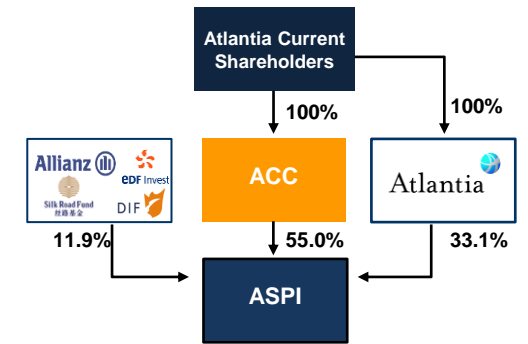 Atlantia Current
Shareholders
100%
100%
Allianz
eDF Invest
Silk Road Fund
丝路基金
DIF
ACC
Atlantia
11.9%
55.0%
33.1%
ASPI